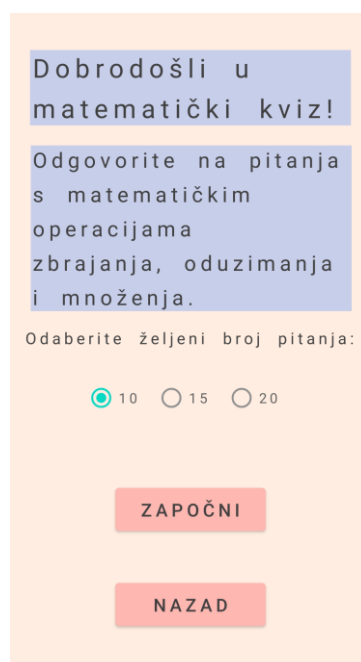 Dobrodošli u
matematički kviz!
Odgovorite na pitanja
s matematičkim
operacijama
zbrajanja, oduzimanja
i množenja.
Odaberite željeni broj pitanja:
10 15 20
ZAPOČNI
NAZAD